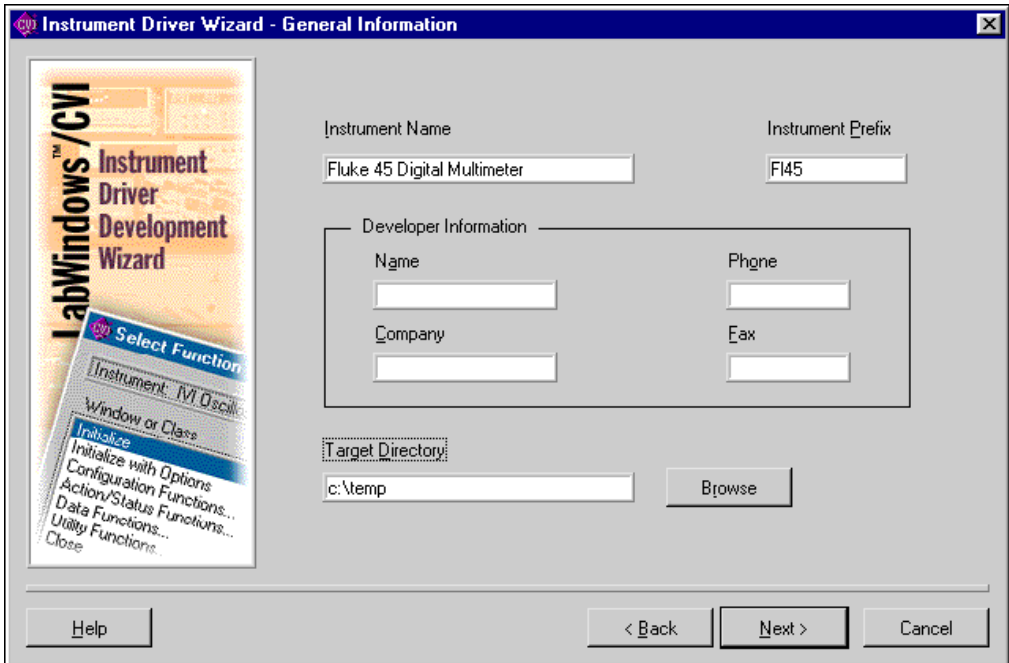 CVI Instrument Driver Wizard - General Information
LabWindows™/CVI
Instrument
Driver
Development
Wizard
CVI Select Function
Instrument: IVI Oscill
Window or Class
Initialize
Initialize with Options
Configuration Functions...
Action/Status Functions...
Data Functions...
Utility Functions...
Close
Instrument Name
Instrument Prefix
Fluke 45 Digital Multimeter
Fl45
Developer Information
Name
Phone
Company
Fax
Target Directory
c:\temp
Browse
Help
< Back
Next >
Cancel